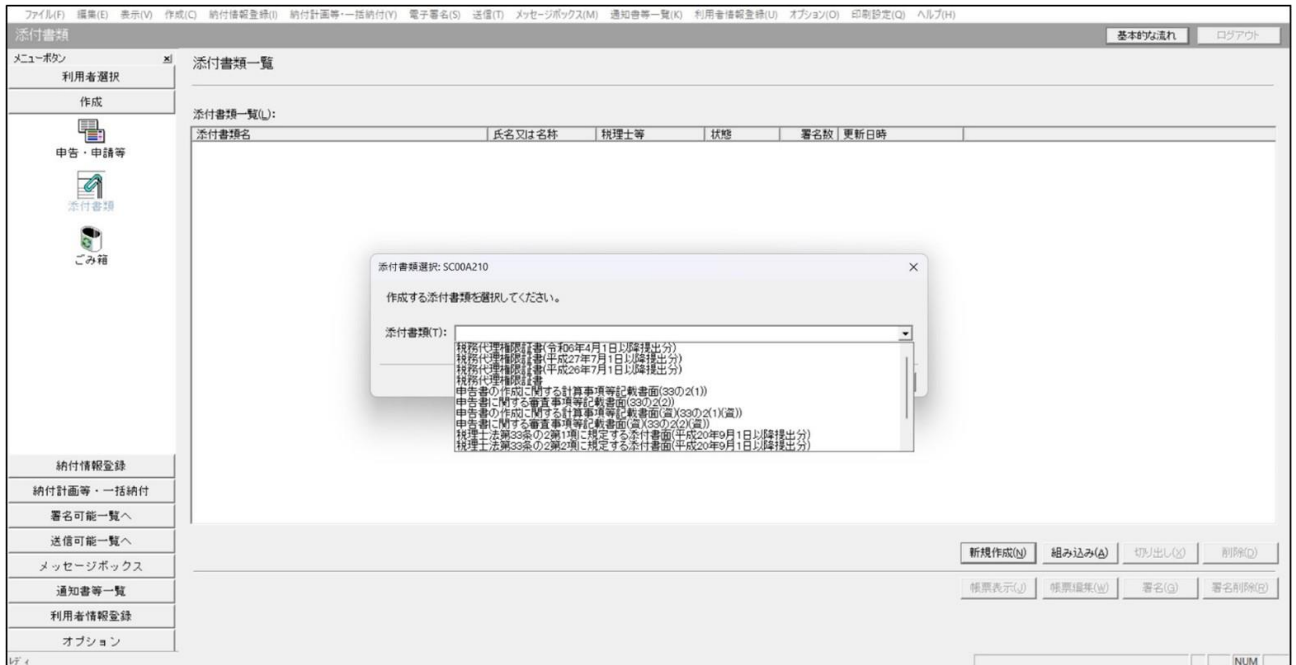 ファイル(F) 編集(E) 表示(V) 作成(C) 納付情報登録(I) 納付計画等・一括納付(Y) 電子署名(S) 送信(T) メッセージボックス(M) 通知書等一覧(K) 利用者情報登録(U) オプション(O) 印刷設定(Q) ヘルプ(H)
添付書類
基本的な流れ
ログアウト
メニューボタン
利用者選択
作成
申告・申請等
添付書類
ごみ箱
納付情報登録
納付計画等・一括納付
署名可能一覧へ
送信可能一覧へ
メッセージボックス
通知書等一覧
利用者情報登録
オプション
添付書類一覧
添付書類一覧(L):
添付書類名 氏名又は名称 税理士等 状態 署名数 更新日時
添付書類選択: SC00A210
作成する添付書類を選択してください。
添付書類(T):
税務代理権限証書(令和6年4月1日以降提出分)
税務代理権限証書(平成27年7月1日以降提出分)
税務代理権限証書(平成26年7月1日以降提出分)
税務代理権限証書
申告書の作成に関する計算事項等記載書面(33の2(1))
申告書に関する審査事項等記載書面(33の2(2))
申告書の作成に関する計算事項等記載書面(資)(33の2(1)(資))
申告書に関する審査事項等記載書面(資)(33の2(2)(資))
税理士法第33条の2第1項に規定する添付書面(平成20年9月1日以降提出分)
税理士法第33条の2第2項に規定する添付書面(平成20年9月1日以降提出分)
新規作成(N) 組み込み(A) 切り出し(X) 削除(D)
帳票表示(J) 帳票編集(W) 署名(G) 署名削除(R)
レディ
NUM